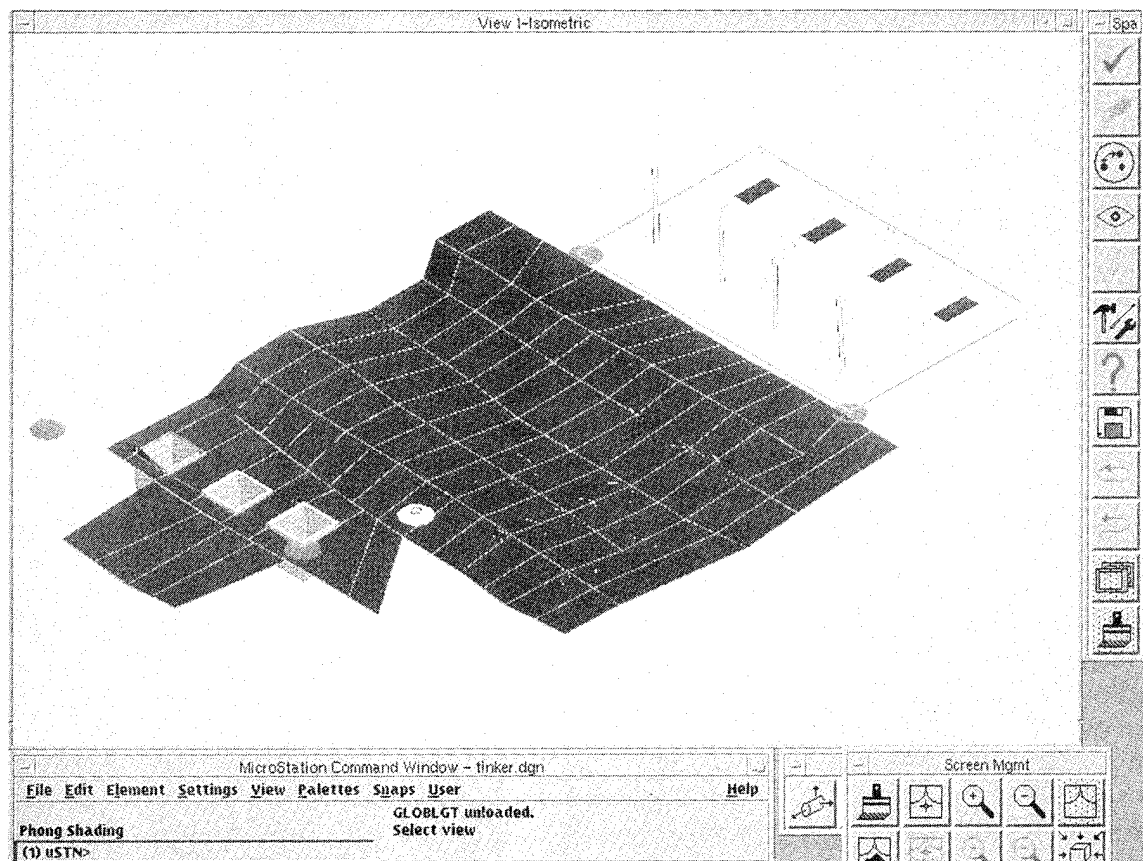 View 1-Isometric
Spa
MicroStation Command Window - tinker.dgn
File Edit Element Settings View Palettes Snaps User Help
GLOBLGT unloaded.
Phong Shading Select view
(1) uSTN>
Screen Mgmt